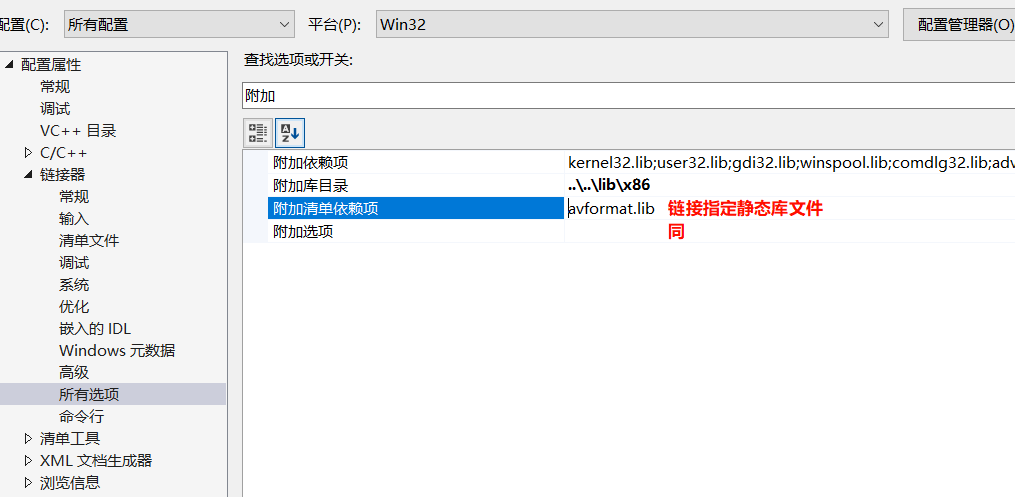 配置(C):
所有配置
平台(P):
Win32
配置管理器(O)
配置属性
常规
调试
VC++ 目录
C/C++
链接器
常规
输入
清单文件
调试
系统
优化
嵌入的 IDL
Windows 元数据
高级
所有选项
命令行
清单工具
XML 文档生成器
浏览信息
查找选项或开关:
附加
附加依赖项
kernel32.lib;user32.lib;gdi32.lib;winspool.lib;comdlg32.lib;adv
附加库目录
..\..\lib\x86
附加清单依赖项
avformat.lib
链接指定静态库文件
同
附加选项